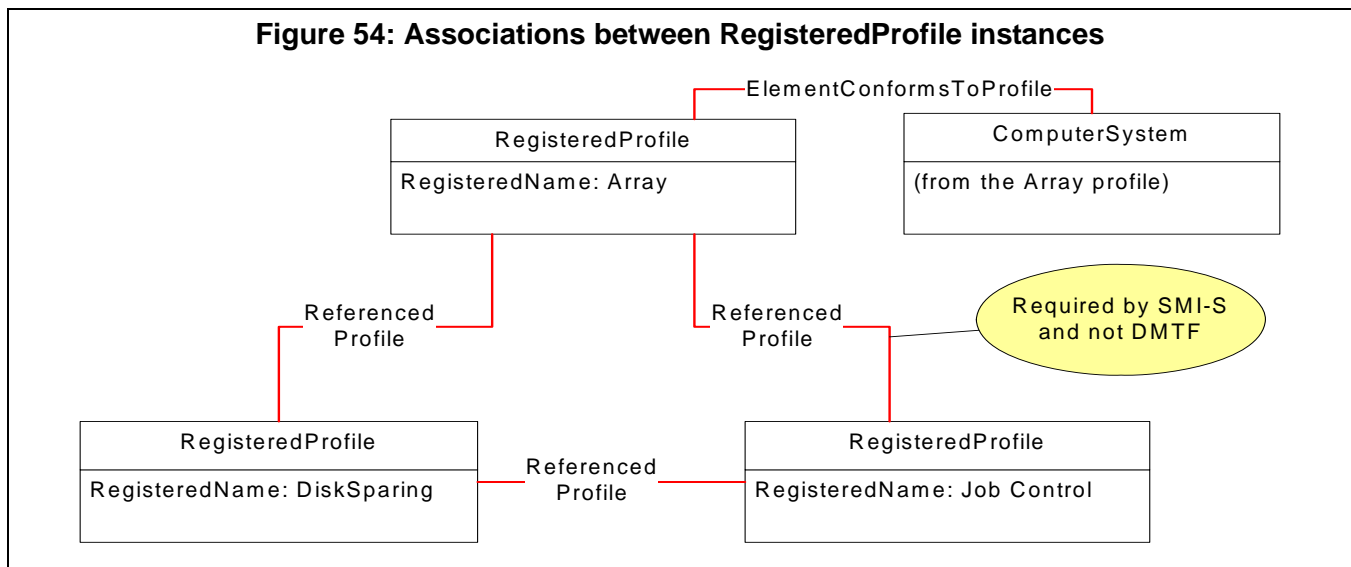 Figure 54: Associations between RegisteredProfile instances
ElementConformsToProfile
RegisteredProfile
RegisteredName: Array
ComputerSystem
(from the Array profile)
Referenced
Profile
Referenced
Profile
Required by SMI-S
and not DMTF
RegisteredProfile
RegisteredName: DiskSparing
Referenced
Profile
RegisteredProfile
RegisteredName: Job Control